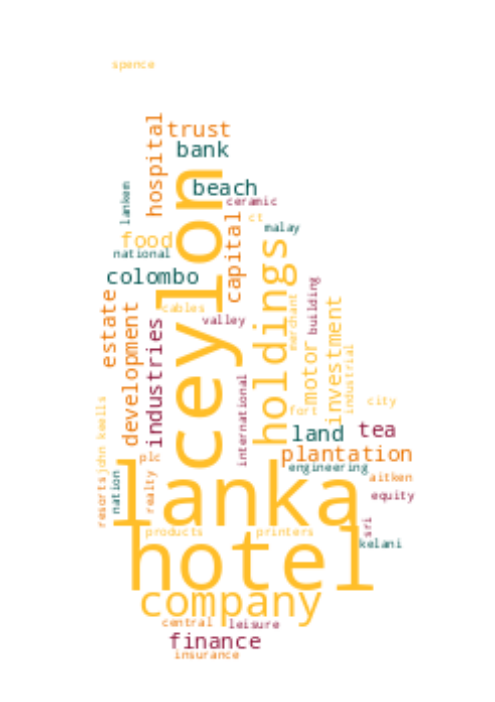 spence
hospital
trust
bank
lankem
beach
ceramic
ceylon
ct
malay
food
capital
national
holdings
colombo
estate
cables
valley
development
industries
merchant
building
investment
motor
industrial
international
for
city
john keells
land
tea
plantation
plc
engineering
lanka
resorts
nation
realty
aitken
equity
sri
products
printers
kelani
hotel
company
central
leisure
finance
insurance